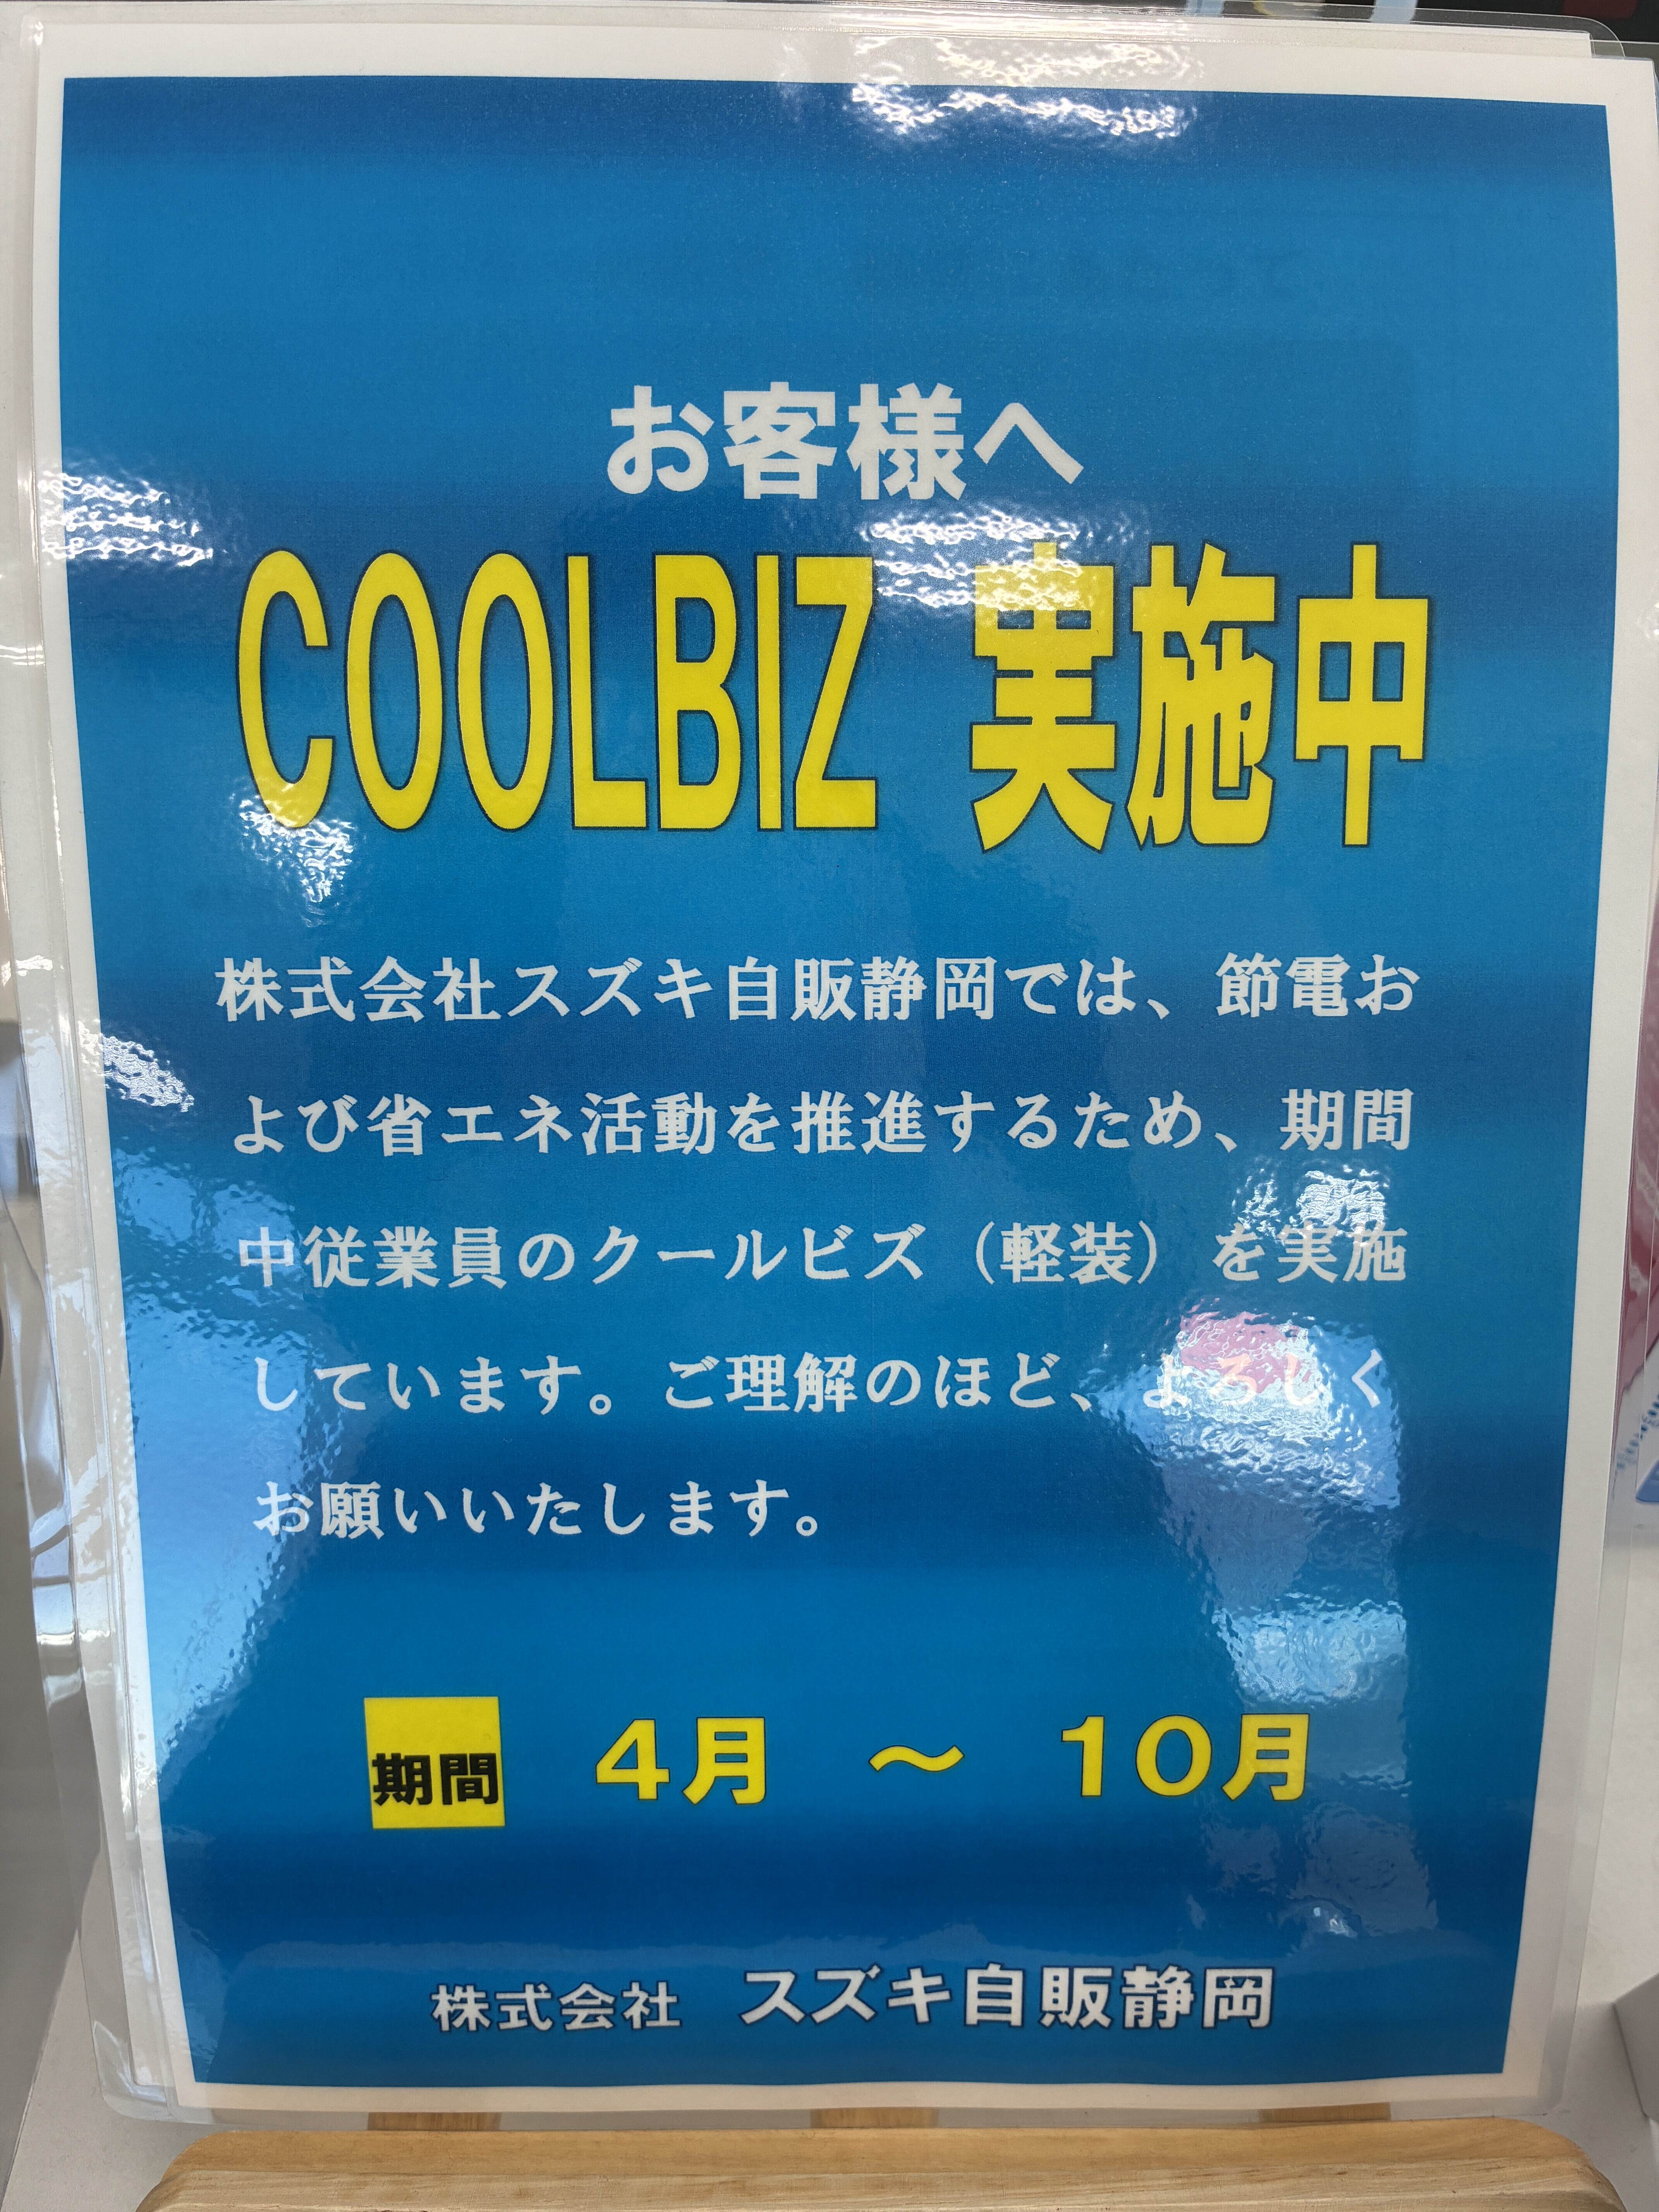 お客様へ
COOLBIZ 実施中
株式会社スズキ自販静岡では、節電お
よび省エネ活動を推進するため、期間
中従業員のクールビズ（軽装）を実施
しています。ご理解のほど、よろしく
お願いいたします。
期間 4月 ～ 10月
株式会社 スズキ自販静岡